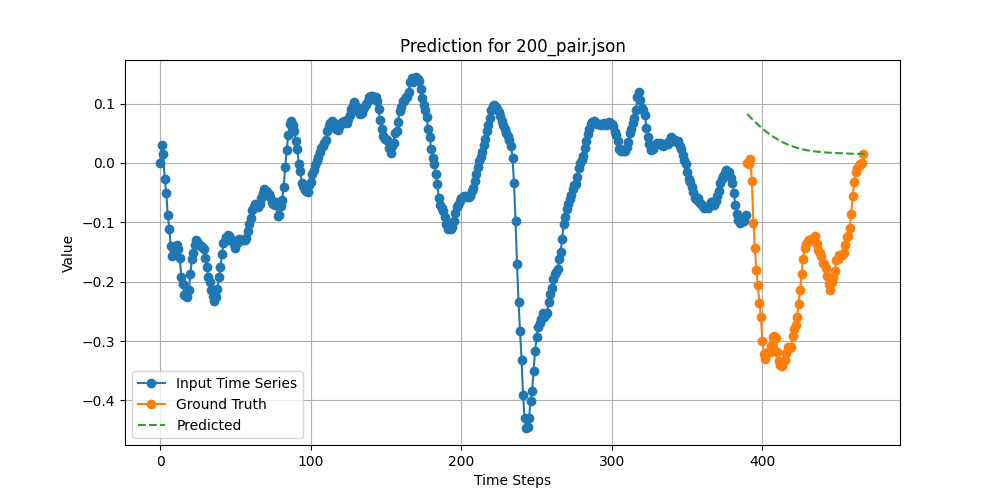 Prediction for 200_pair.json
Value
0.1
0.0
−0.1
−0.2
−0.3
−0.4
Input Time Series
Ground Truth
Predicted
0 100 200 300 400
Time Steps